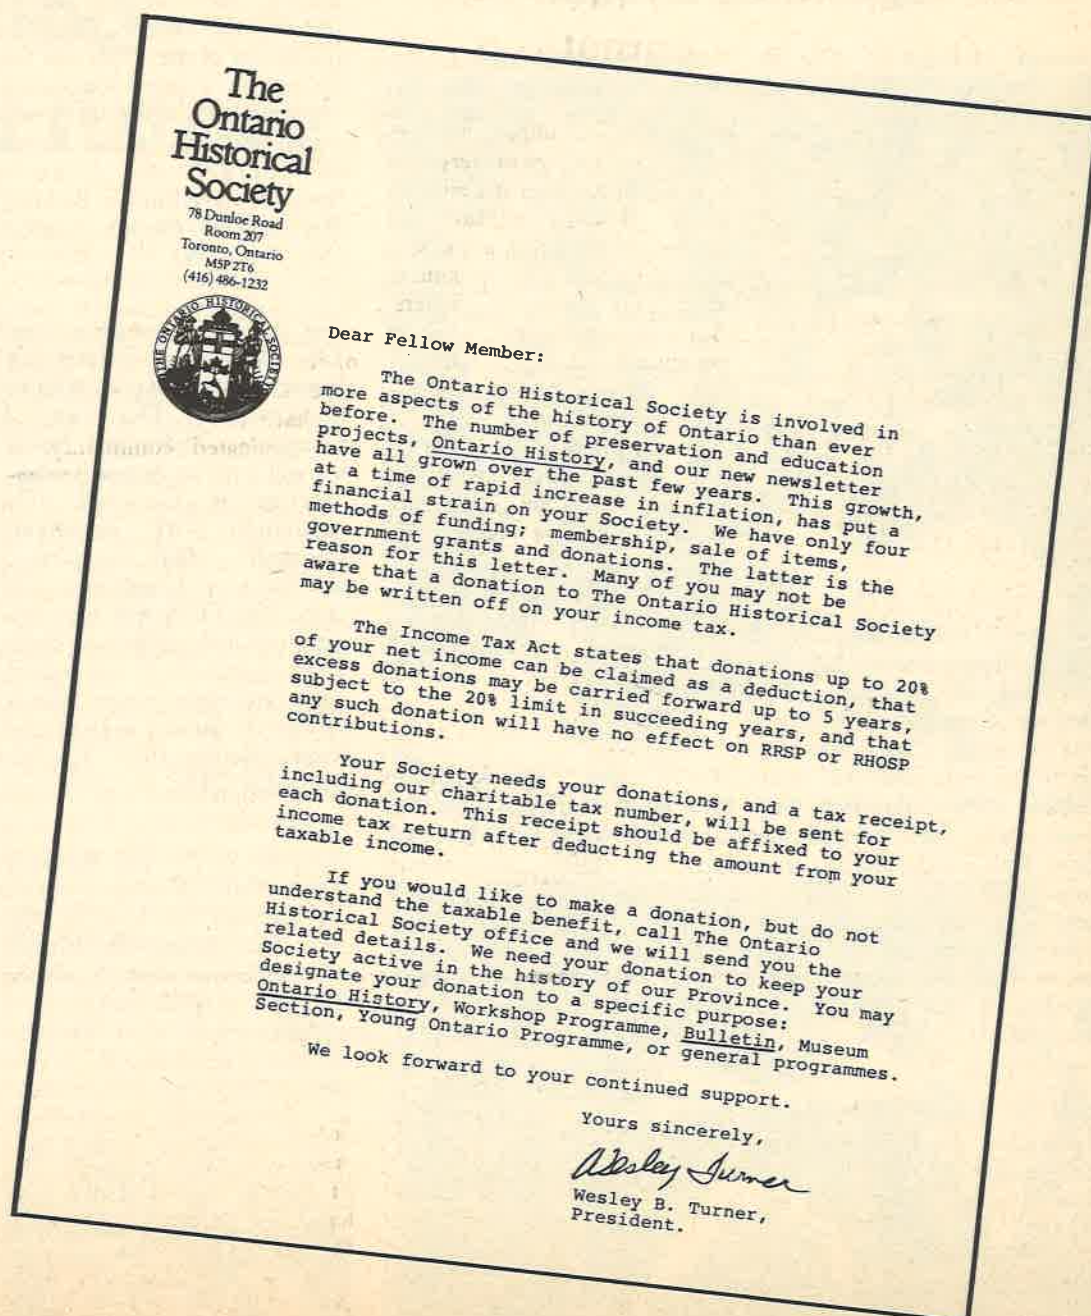 The
Ontario
Historical
Society
78 Dunloe Road
Room 207
Toronto, Ontario
M5P 2T6
(416) 486-1232
THE ONTARIO HISTORICAL SOCIETY
Dear Fellow Member:
The Ontario Historical Society is involved in
more aspects of the history of Ontario than ever
before. The number of preservation and education
projects, Ontario History, and our new newsletter
have all grown over the past few years. This growth,
at a time of rapid increase in inflation, has put a
financial strain on your Society. We have only four
methods of funding; membership, sale of items,
government grants and donations. The latter is the
reason for this letter. Many of you may not be
aware that a donation to The Ontario Historical Society
may be written off on your income tax.
The Income Tax Act states that donations up to 20%
of your net income can be claimed as a deduction, that
excess donations may be carried forward up to 5 years,
subject to the 20% limit in succeeding years, and that
any such donation will have no effect on RRSP or RHOSP
contributions.
Your Society needs your donations, and a tax receipt,
including our charitable tax number, will be sent for
each donation. This receipt should be affixed to your
income tax return after deducting the amount from your
taxable income.
If you would like to make a donation, but do not
understand the taxable benefit, call The Ontario
Historical Society office and we will send you the
related details. We need your donation to keep your
Society active in the history of our Province. You may
designate your donation to a specific purpose:
Ontario History, Workshop Programme, Bulletin, Museum
Section, Young Ontario Programme, or general programmes.
We look forward to your continued support.
Yours sincerely,
Wesley Turner
Wesley B. Turner,
President.